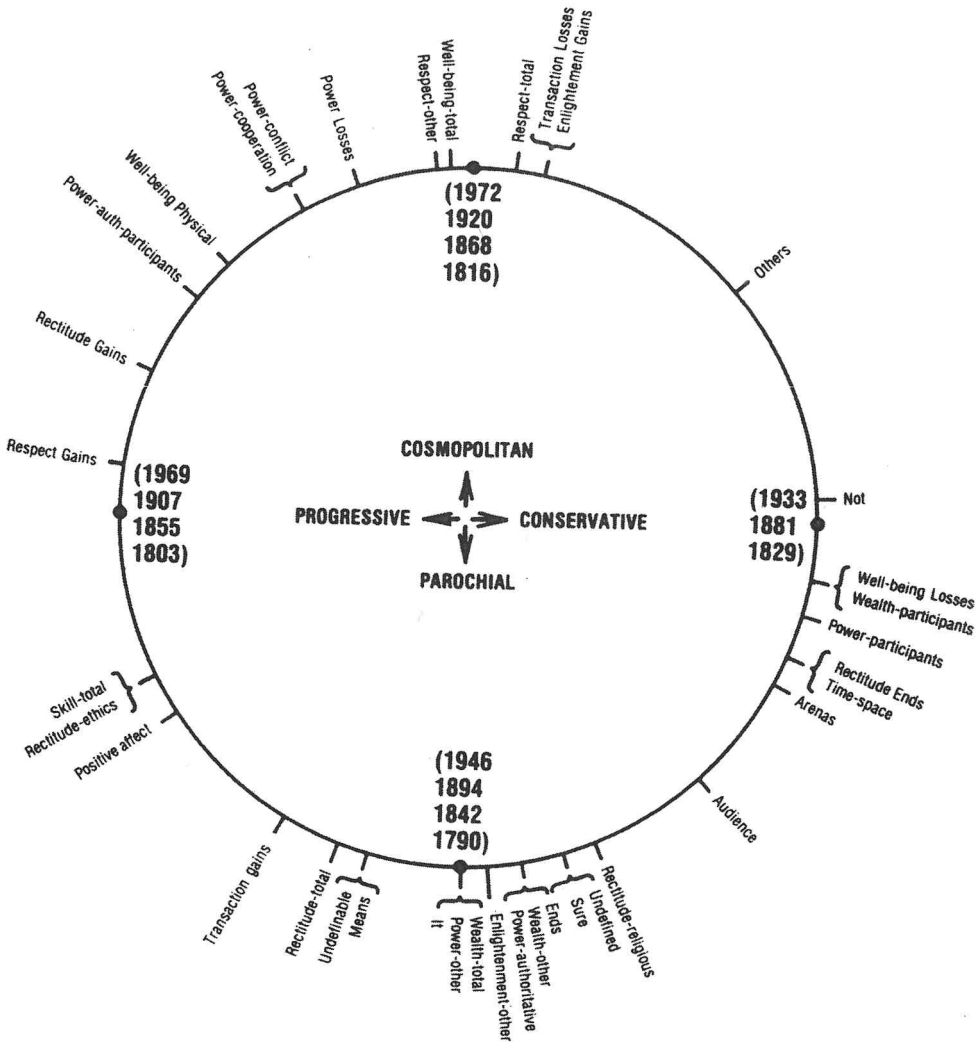 Transaction Losses
Enlightement Gains
Respect-total
Well-being-total
Respect-other
Power Losses
Power-conflict
Power-cooperation
Well-being Physical
Power-auth-participants
Rectitude Gains
Respect Gains
Others
(1972
1920
1868
1816)
COSMOPOLITAN
PROGRESSIVE
CONSERVATIVE
PAROCHIAL
(1969
1907
1855
1803)
(1933
1881
1829)
Not
Well-being Losses
Wealth-participants
Power-participants
Rectitude Ends
Time-space
Arenas
Audience
Skill-total
Rectitude-ethics
Positive affect
(1946
1894
1842
1790)
Transaction gains
Rectitude-total
Undefinable
Means
It
Power-other
Wealth-total
Enlightenment-other
Power-authoritative
Wealth-other
Ends
Sure
Undefined
Rectitude-religious